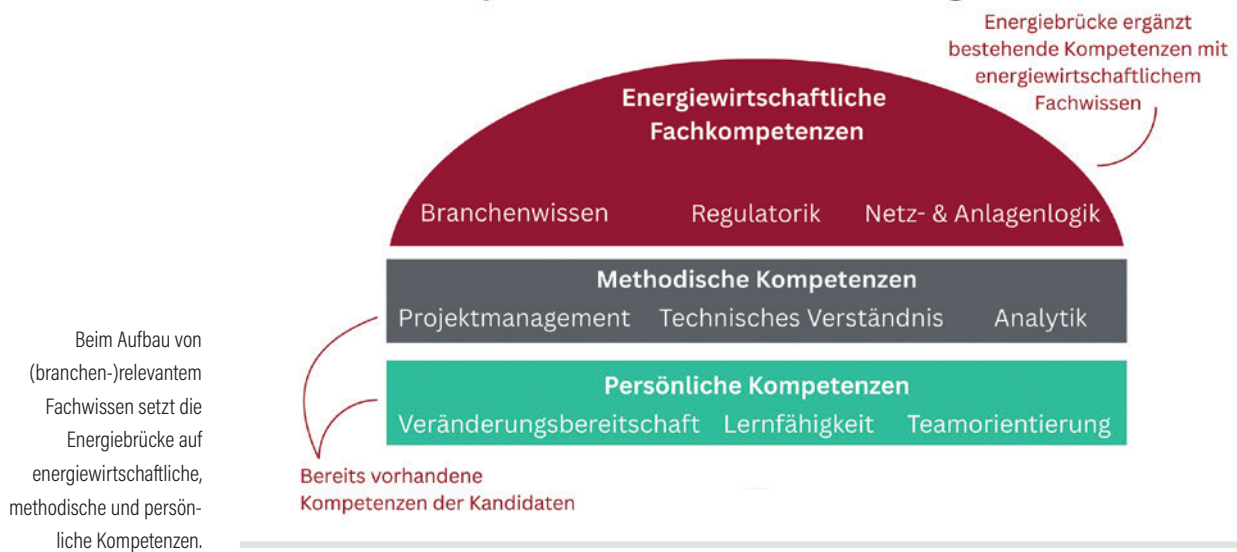 Energiebrücke ergänzt
bestehende Kompetenzen mit
energiewirtschaftlichem
Fachwissen
Energiewirtschaftliche
Fachkompetenzen
Branchenwissen Regulatorik Netz- & Anlagenlogik
Methodische Kompetenzen
Projektmanagement Technisches Verständnis Analytik
Persönliche Kompetenzen
Veränderungsbereitschaft Lernfähigkeit Teamorientierung
Bereits vorhandene
Kompetenzen der Kandidaten
Beim Aufbau von
(branchen-)relevantem
Fachwissen setzt die
Energiebrücke auf
energiewirtschaftliche,
methodische und persön-
liche Kompetenzen.